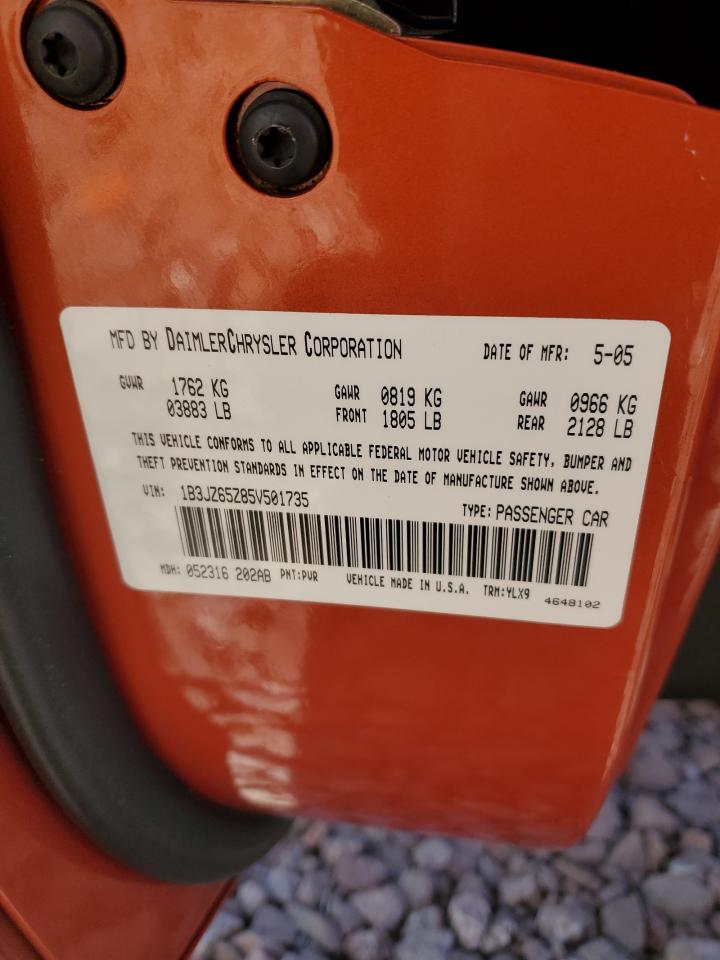 MFD BY DAIMLERCHRYSLER CORPORATION DATE OF MFR: 5-05
GVWR 1762 KG GAWR 0819 KG GAWR 0966 KG
03883 LB FRONT 1805 LB REAR 2128 LB
THIS VEHICLE CONFORMS TO ALL APPLICABLE FEDERAL MOTOR VEHICLE SAFETY, BUMPER AND
THEFT PREVENTION STANDARDS IN EFFECT ON THE DATE OF MANUFACTURE SHOWN ABOVE.
VIN: 1B3JZ65Z85V501735 TYPE: PASSENGER CAR
MDH: 052316 202AB PNT:PVR VEHICLE MADE IN U.S.A. TRM:YLX9 4648102